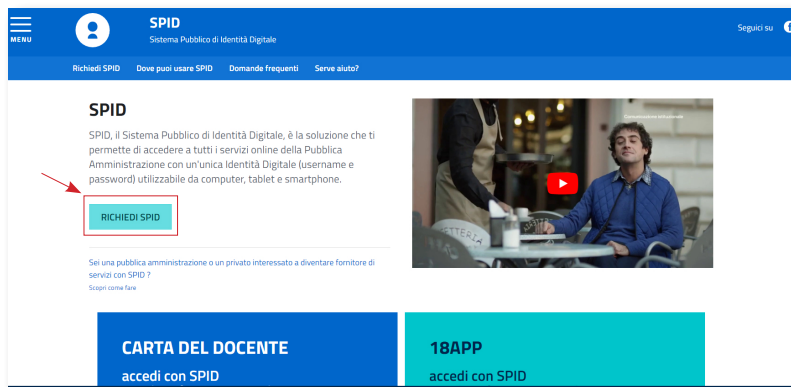 MENU
SPID
Sistema Pubblico di Identità Digitale
Seguici su
Richiedi SPID Dove puoi usare SPID Domande frequenti Serve aiuto?
SPID
SPID, il Sistema Pubblico di Identità Digitale, è la soluzione che ti
permette di accedere a tutti i servizi online della Pubblica
Amministrazione con un'unica Identità Digitale (username e
password) utilizzabile da computer, tablet e smartphone.
RICHIEDI SPID
Comunicazione istituzionale
Sei una pubblica amministrazione o un privato interessato a diventare fornitore di
servizi con SPID ?
Scopri come fare
CARTA DEL DOCENTE
accedi con SPID
18APP
accedi con SPID